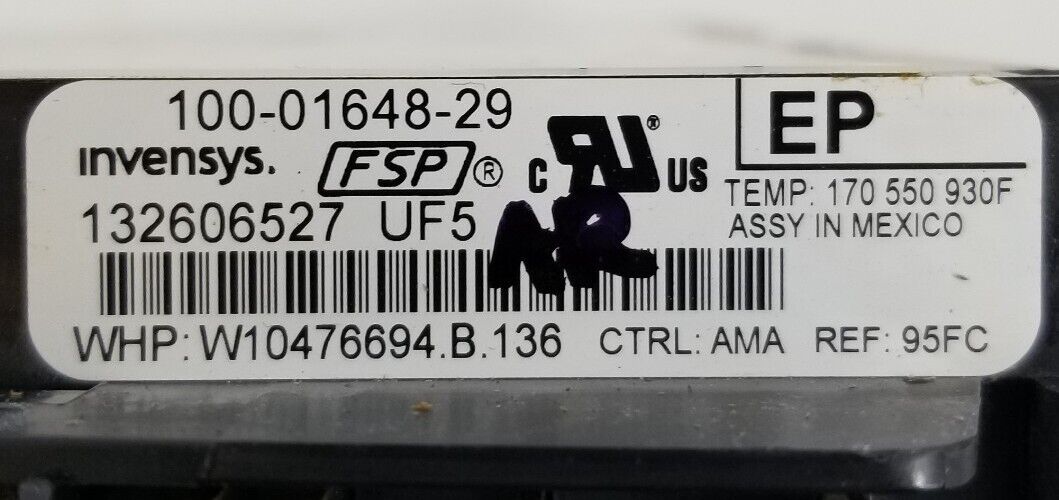 100-01648-29
EP
invensys. FSP® C RU® US
TEMP: 170 550 930F
132606527 UF5
ASSY IN MEXICO
NR
WHP: W10476694.B.136 CTRL: AMA REF: 95FC